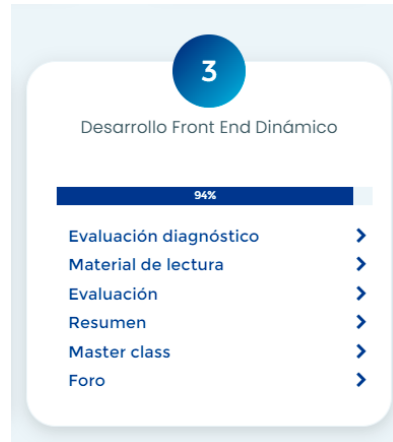 3
Desarrollo Front End Dinámico
94%
Evaluación diagnóstico
Material de lectura
Evaluación
Resumen
Master class
Foro